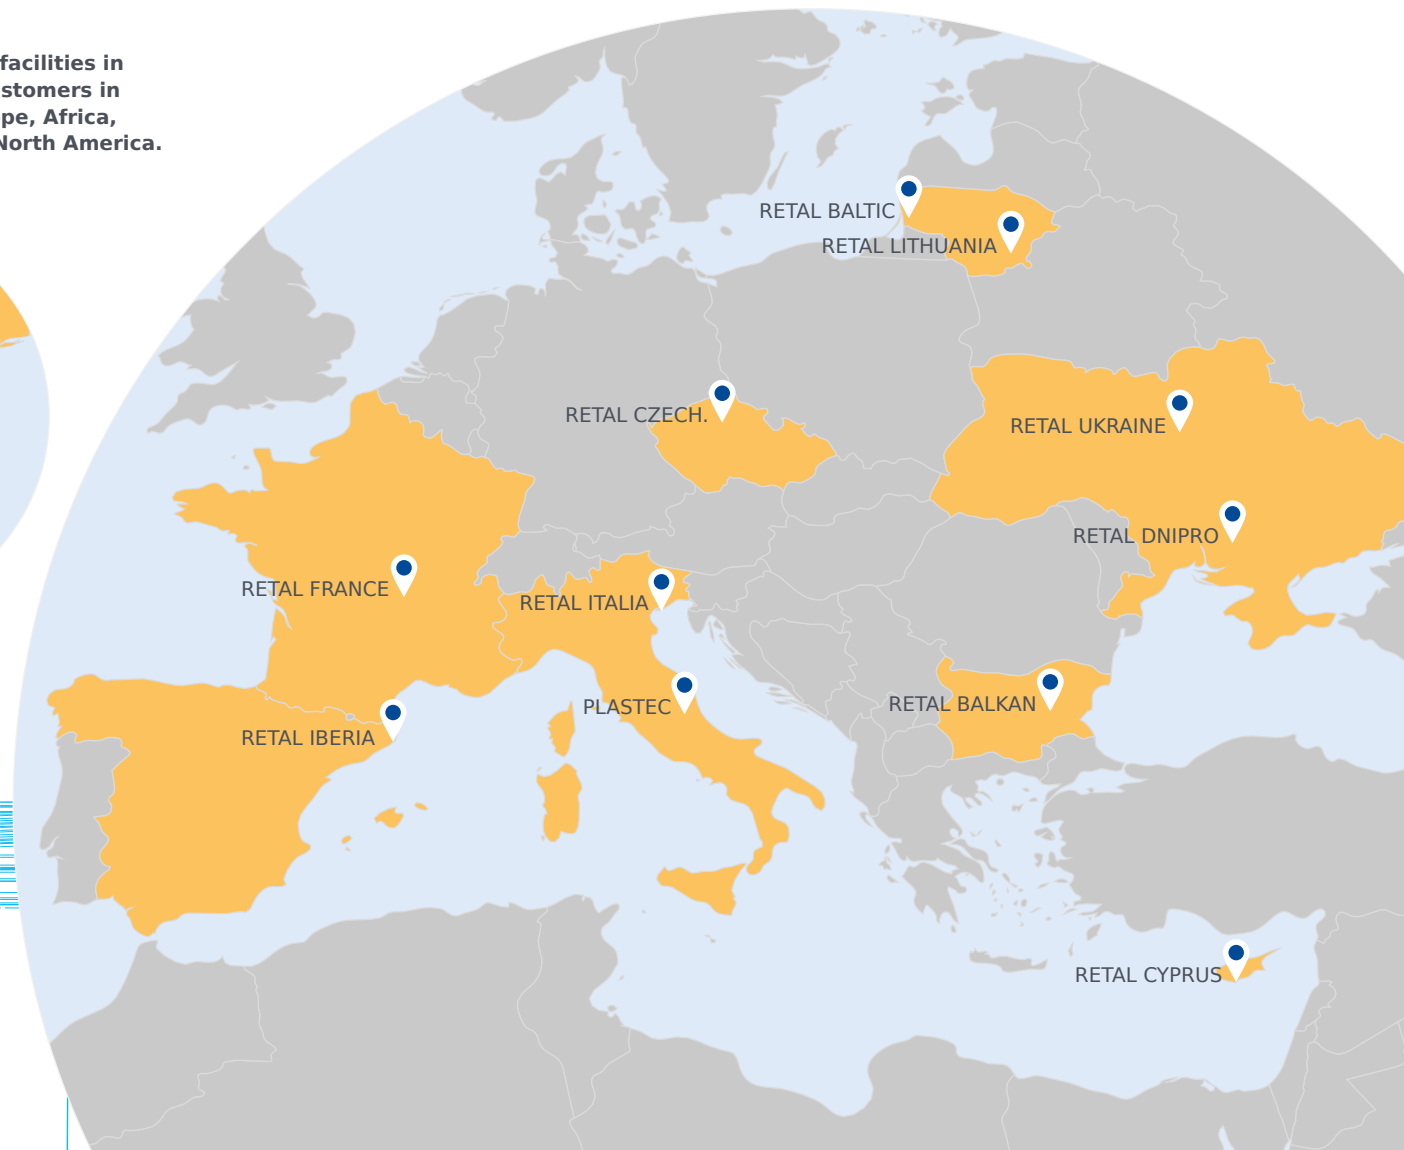 facilities in
stomers in
pe, Africa,
North America.
RETAL BALTIC
RETAL LITHUANIA
RETAL CZECH.
RETAL UKRAINE
RETAL DNIPRO
RETAL FRANCE
RETAL ITALIA
RETAL BALKAN
PLASTEC
RETAL IBERIA
RETAL CYPRUS